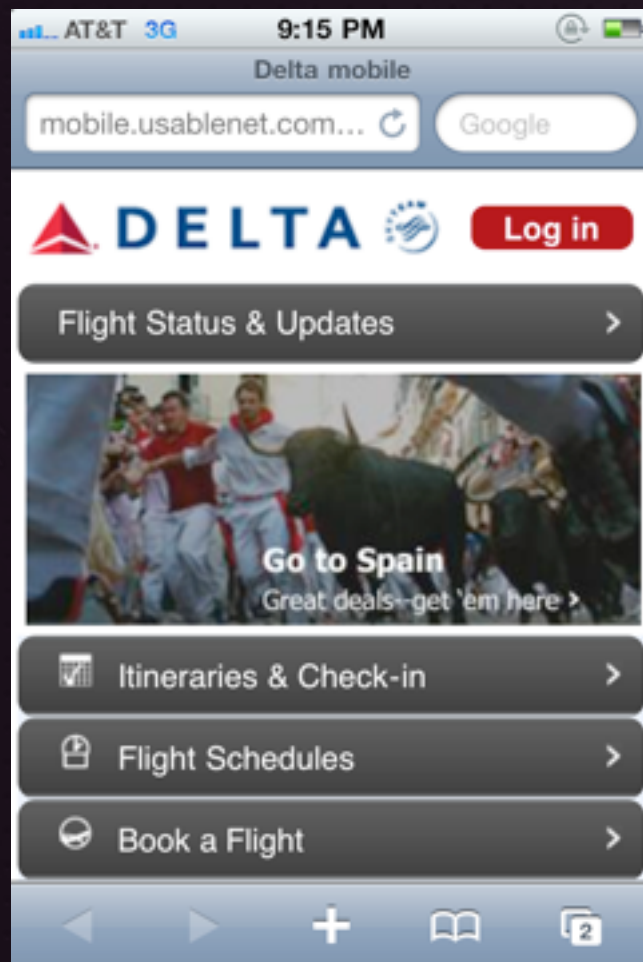 AT&T 3G 9:15 PM
Delta mobile
mobile.usablenet.com... Google
DELTA Log in
Flight Status & Updates
Go to Spain
Great deals--get 'em here >
Itineraries & Check-in
Flight Schedules
Book a Flight
2